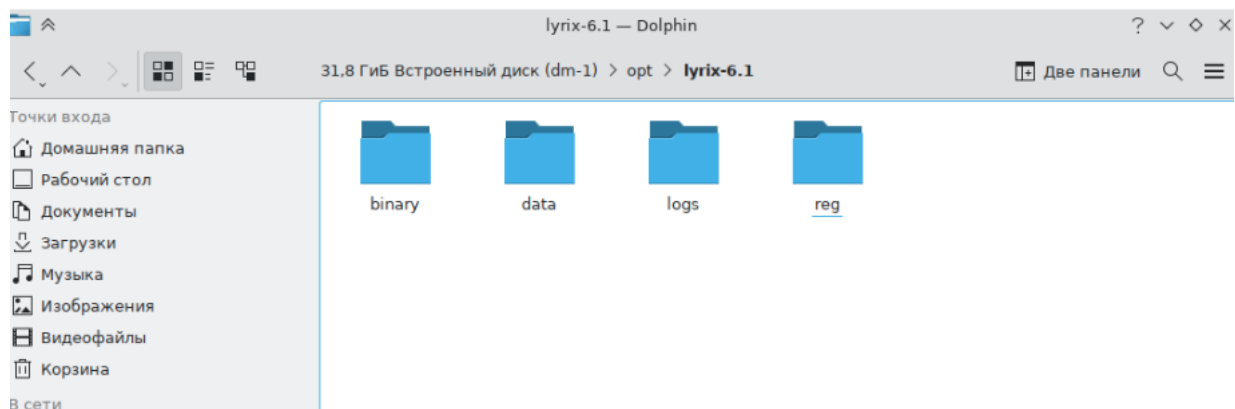 lyrix-6.1 — Dolphin
31,8 ГиБ Встроенный диск (dm-1) > opt > lyrix-6.1
Две панели
Точки входа
Домашняя папка
Рабочий стол
Документы
Загрузки
Музыка
Изображения
Видеофайлы
Корзина
В сети
binary
data
logs
reg